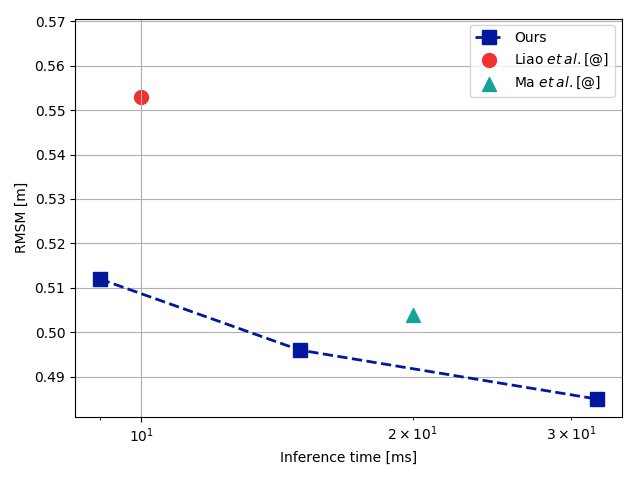 0.57
0.56
0.55
0.54
0.53
0.52
0.51
0.50
0.49
RMSM [m]
10¹
2 × 10¹
3 × 10¹
Inference time [ms]
Ours
Liao et al.[@]
Ma et al.[@]